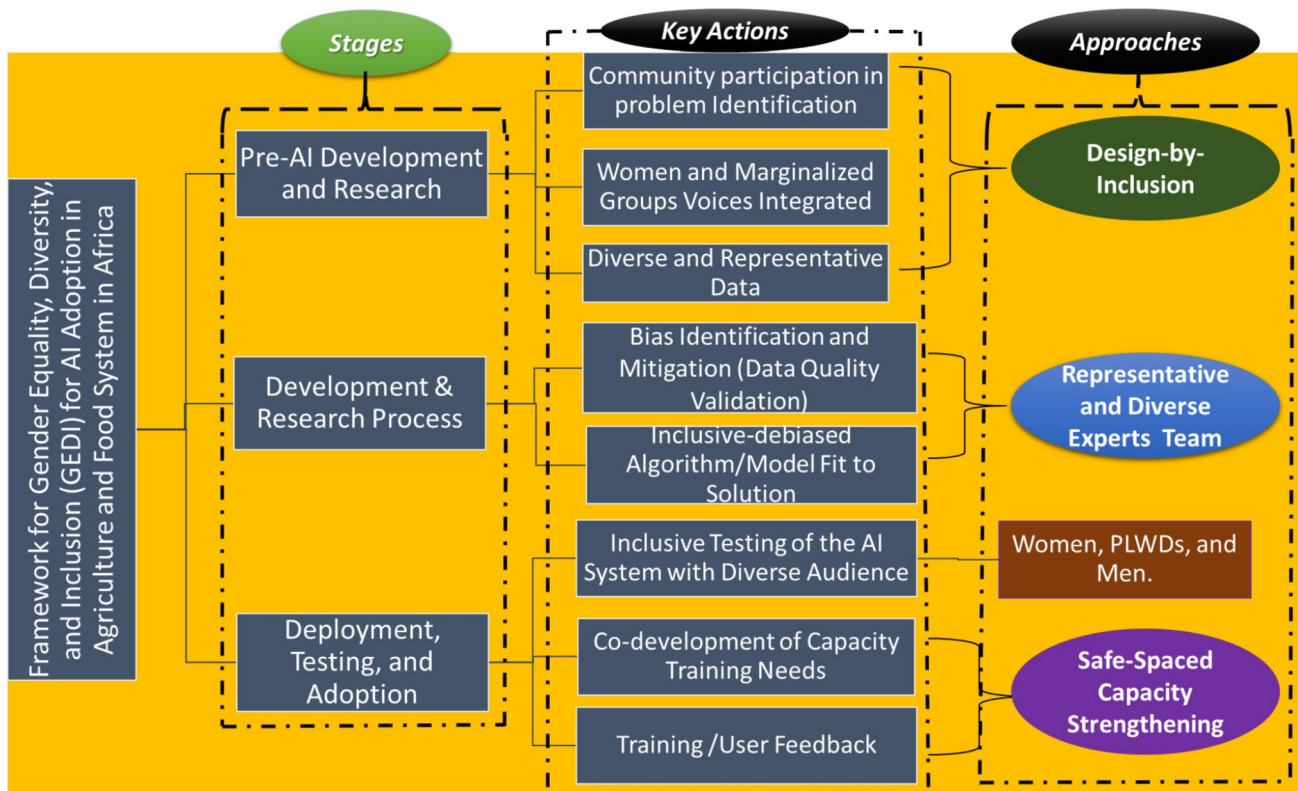 Stages
Key Actions
Approaches
Framework for Gender Equality, Diversity,
and Inclusion (GEDI) for AI Adoption in
Agriculture and Food System in Africa
Pre-AI Development
and Research
Community participation in
problem Identification
Women and Marginalized
Groups Voices Integrated
Diverse and Representative
Data
Design-by-
Inclusion
Development &
Research Process
Bias Identification and
Mitigation (Data Quality
Validation)
Inclusive-debiased
Algorithm/Model Fit to
Solution
Representative
and Diverse
Experts Team
Deployment,
Testing, and
Adoption
Inclusive Testing of the AI
System with Diverse Audience
Women, PLWDs, and
Men.
Co-development of Capacity
Training Needs
Training /User Feedback
Safe-Spaced
Capacity
Strengthening